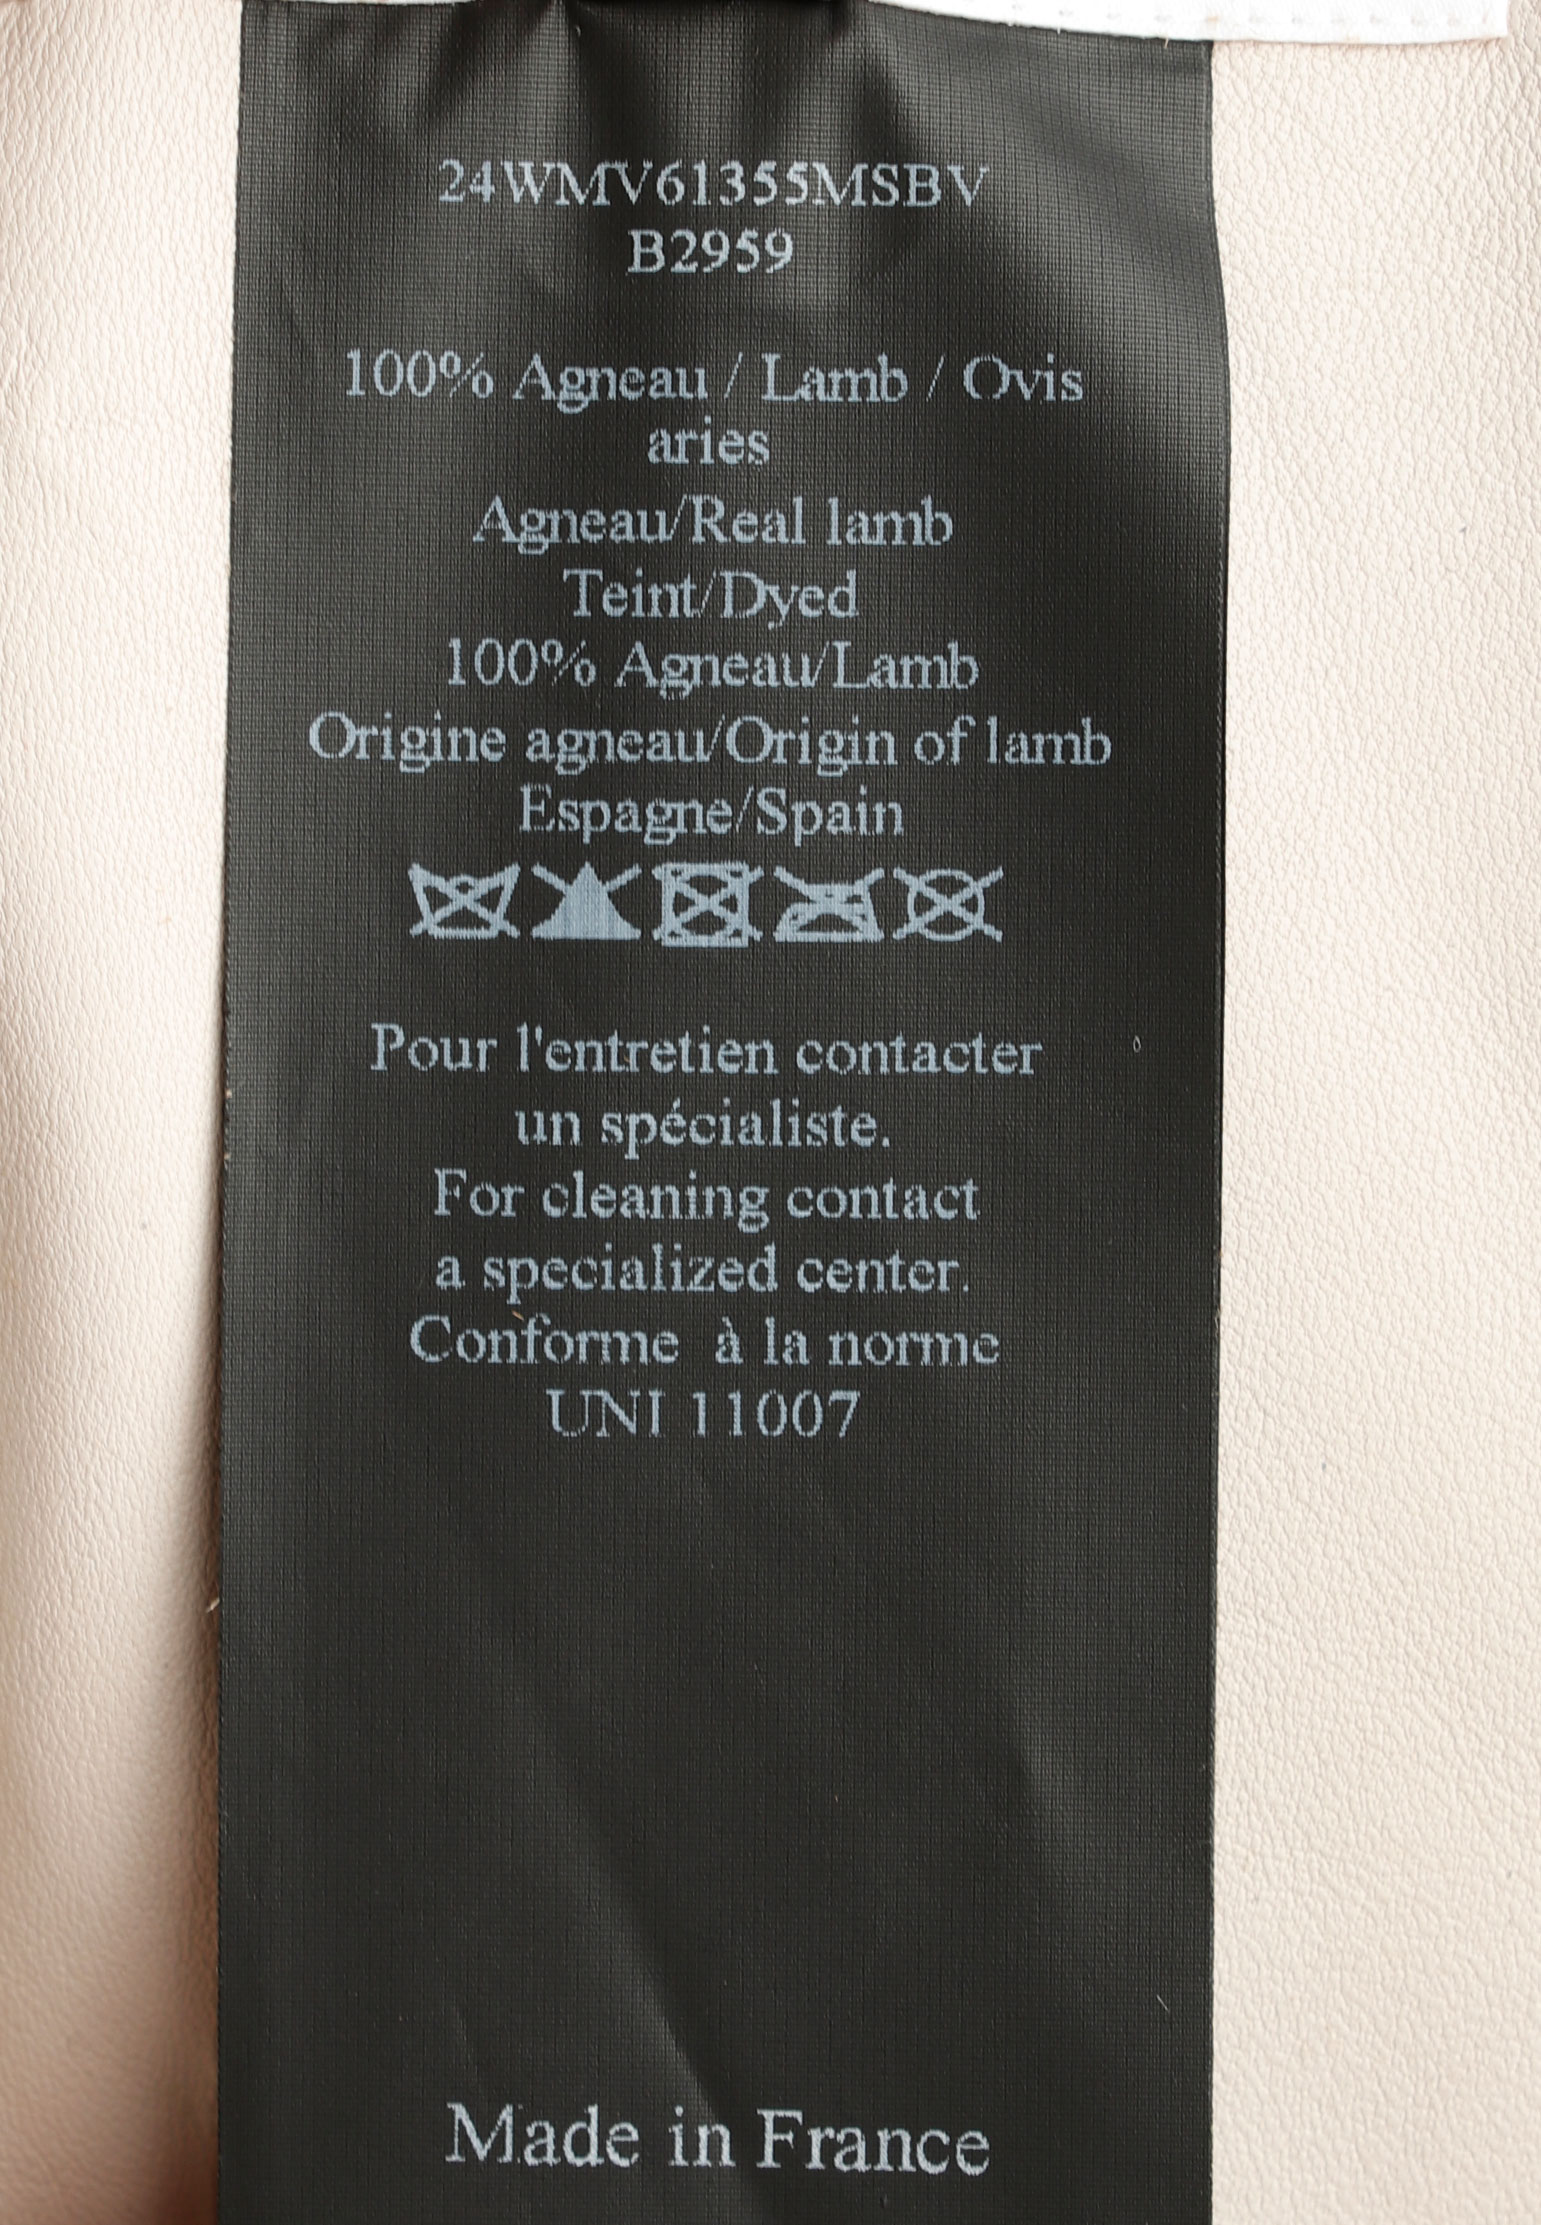 24WMV61355MSBV
B2959
100% Agneau / Lamb / Ovis
aries
Agneau/Real lamb
Teint/Dyed
100% Agneau/Lamb
Origine agneau/Origin of lamb
Espagne/Spain
Pour l'entretien contacter
un spécialiste.
For cleaning contact
a specialized center.
Conforme à la norme
UNI 11007
Made in France